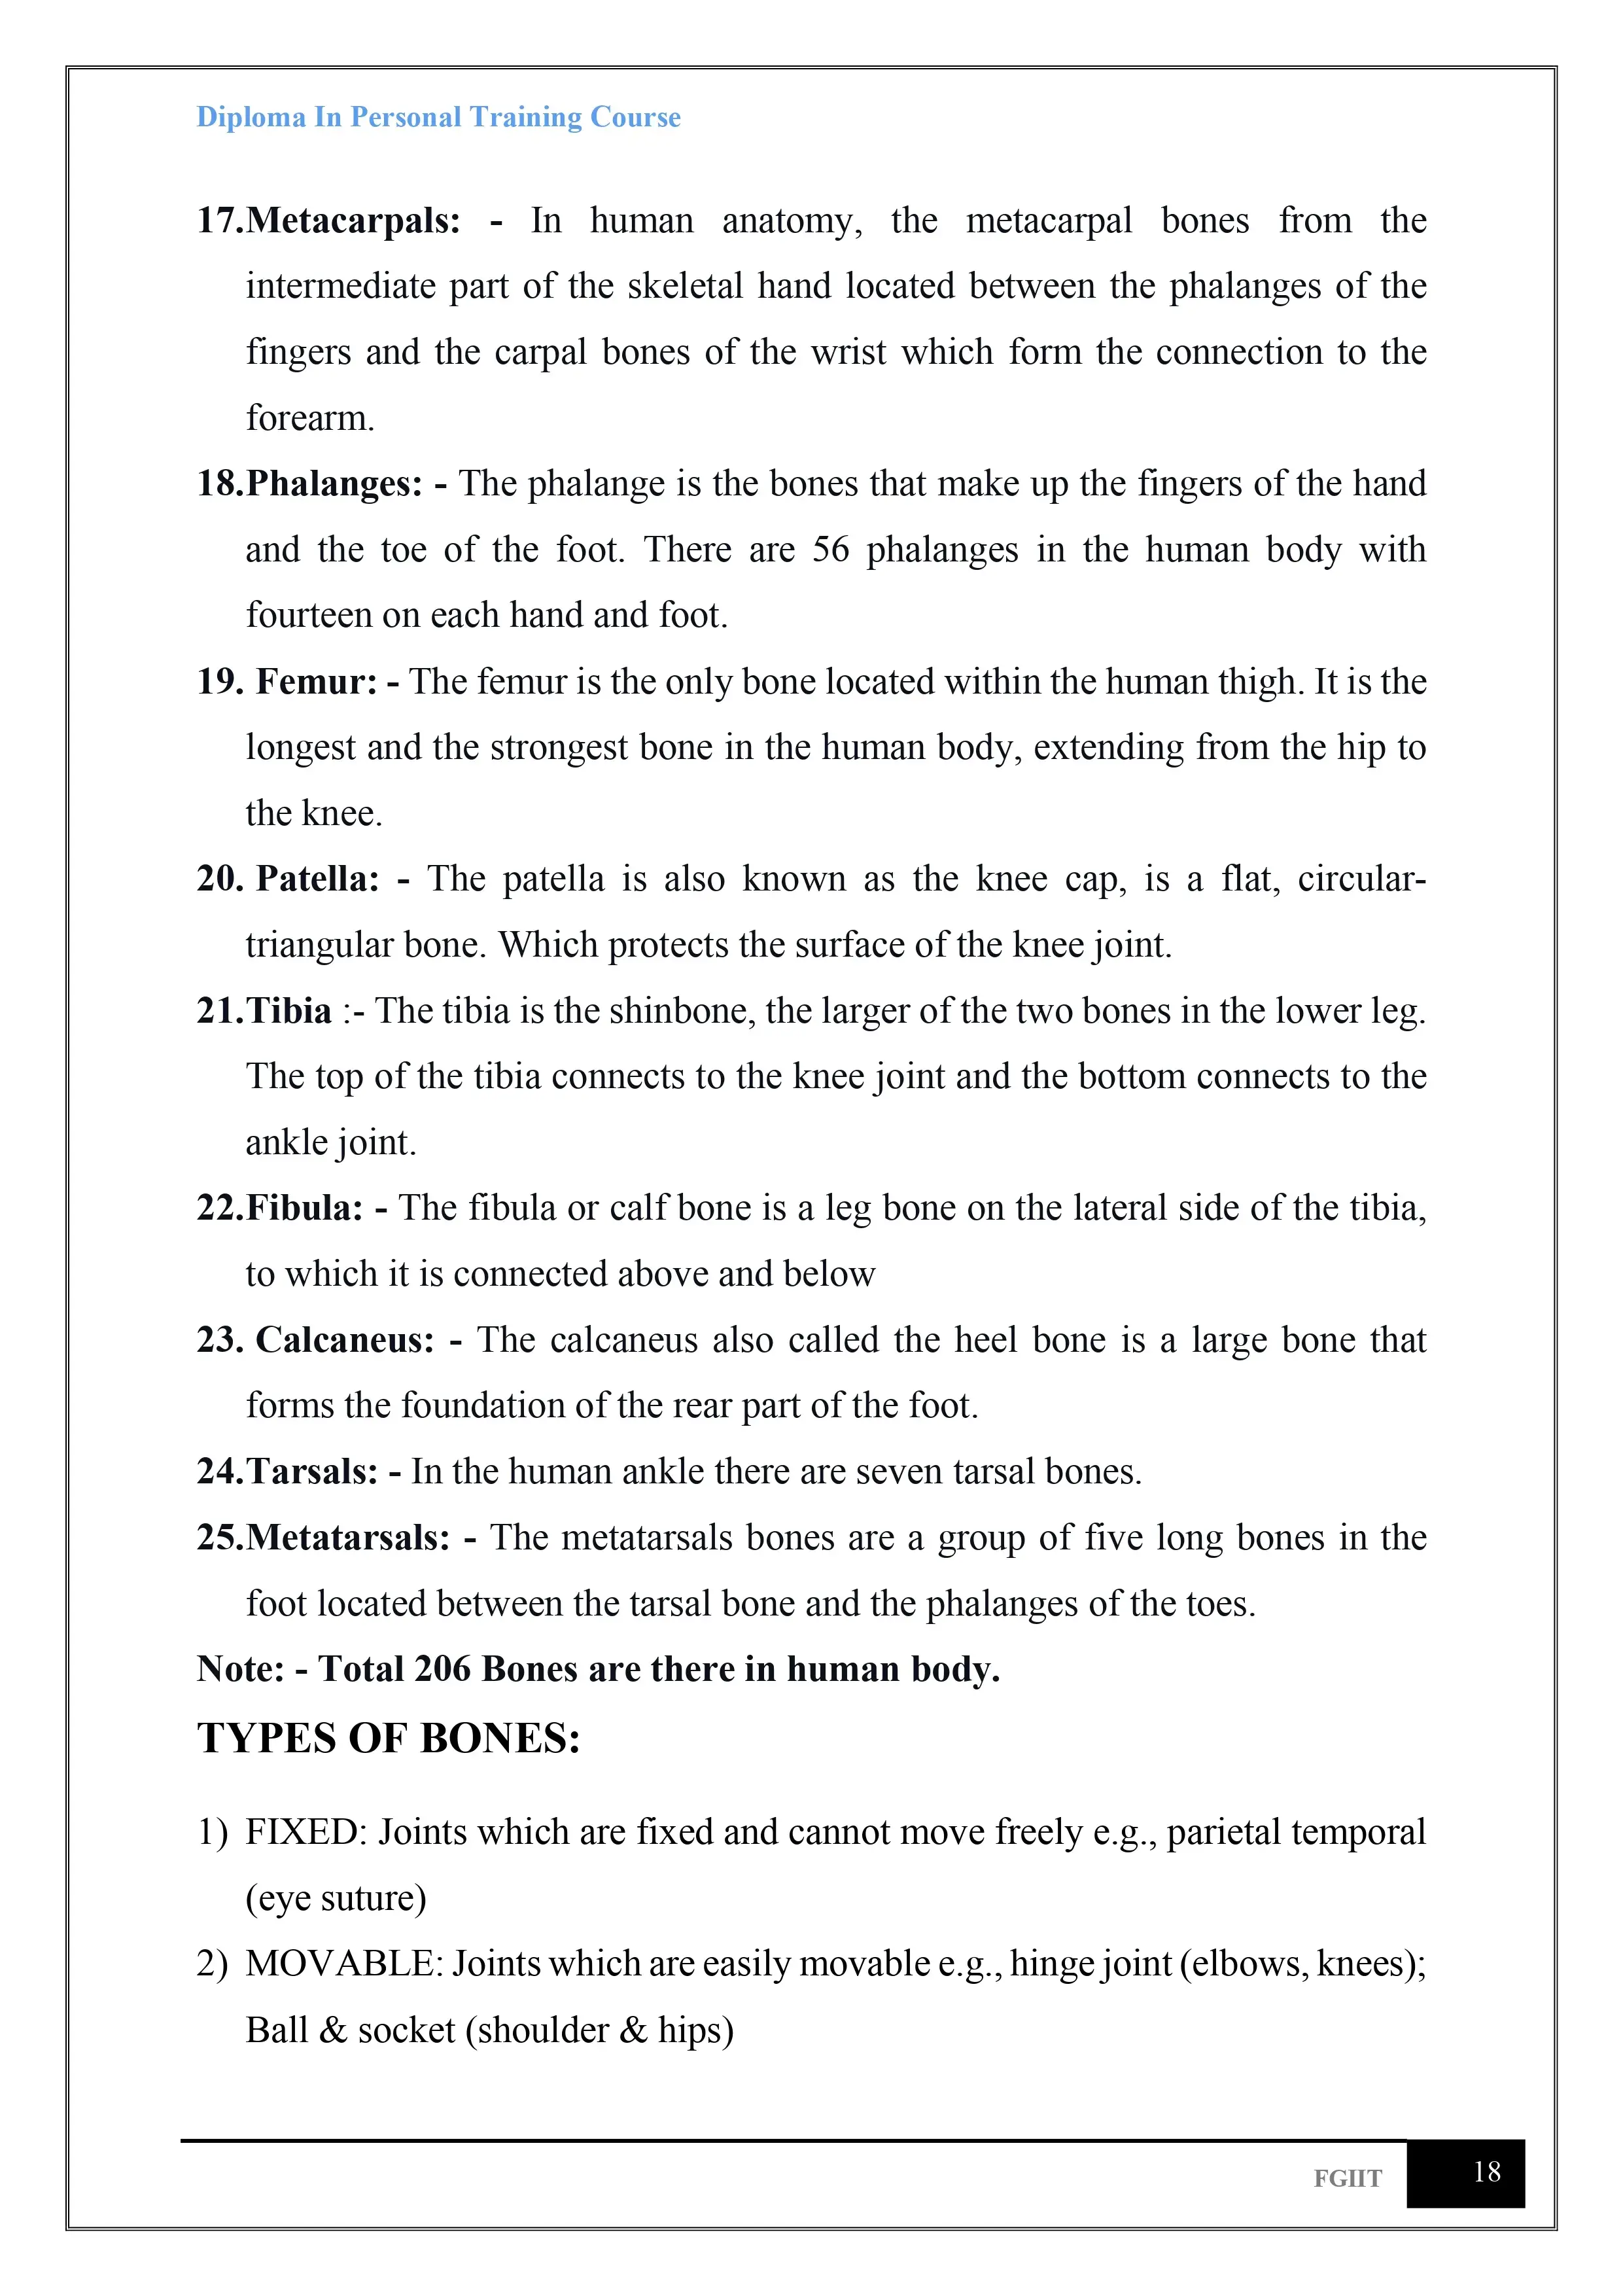 Diploma In Personal Training Course
17.Metacarpals: - In human anatomy, the metacarpal bones from the
intermediate part of the skeletal hand located between the phalanges of the
fingers and the carpal bones of the wrist which form the connection to the
forearm.
18.Phalanges: - The phalange is the bones that make up the fingers of the hand
and the toe of the foot. There are 56 phalanges in the human body with
fourteen on each hand and foot.
19. Femur: - The femur is the only bone located within the human thigh. It is the
longest and the strongest bone in the human body, extending from the hip to
the knee.
20. Patella: - The patella is also known as the knee cap, is a flat, circular-
triangular bone. Which protects the surface of the knee joint.
21.Tibia :- The tibia is the shinbone, the larger of the two bones in the lower leg.
The top of the tibia connects to the knee joint and the bottom connects to the
ankle joint.
22.Fibula: - The fibula or calf bone is a leg bone on the lateral side of the tibia,
to which it is connected above and below
23. Calcaneus: - The calcaneus also called the heel bone is a large bone that
forms the foundation of the rear part of the foot.
24.Tarsals: - In the human ankle there are seven tarsal bones.
25.Metatarsals: - The metatarsals bones are a group of five long bones in the
foot located between the tarsal bone and the phalanges of the toes.
Note: - Total 206 Bones are there in human body.
TYPES OF BONES:
1) FIXED: Joints which are fixed and cannot move freely e.g., parietal temporal
(eye suture)
2) MOVABLE: Joints which are easily movable e.g., hinge joint (elbows, knees);
Ball & socket (shoulder & hips)
FGIIT 18